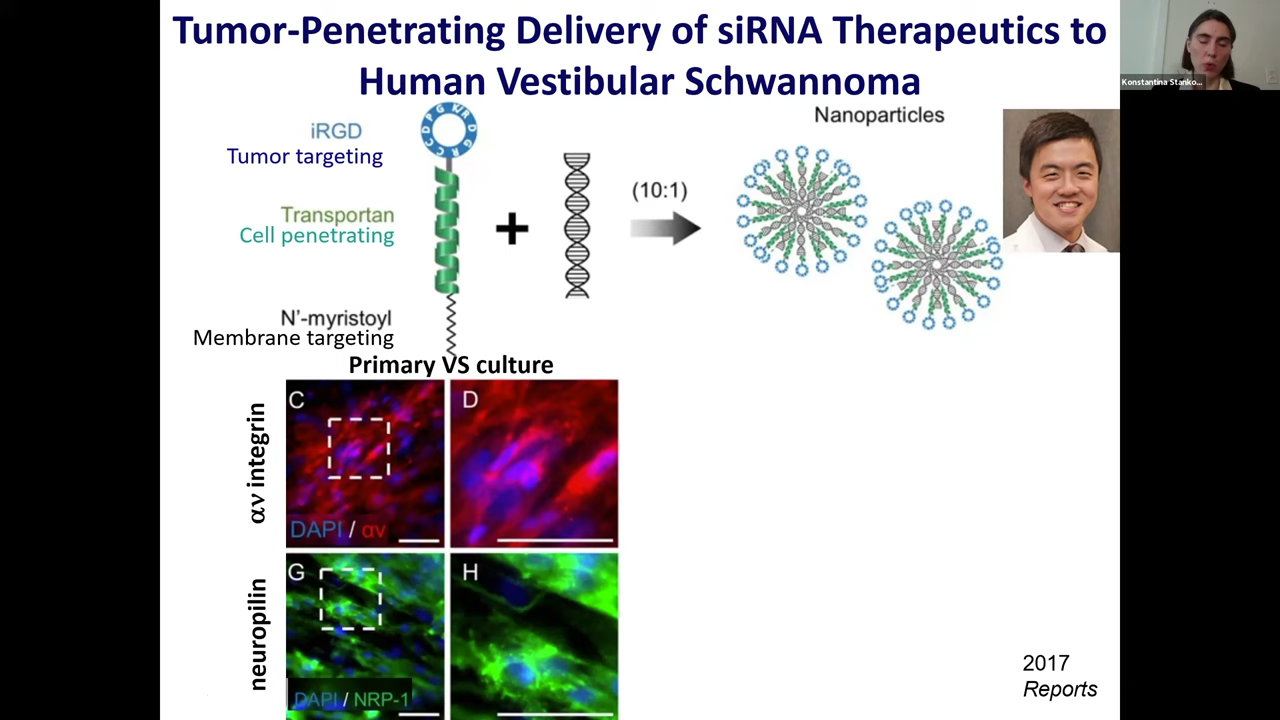 Tumor-Penetrating Delivery of siRNA Therapeutics to
Human Vestibular Schwannoma
Konstantina Stanko...
iRGD
Tumor targeting
Transportan
Cell penetrating
N'-myristoyl
Membrane targeting
C D P G K/R D G R C
+
(10:1)
Nanoparticles
Primary VS culture
αν integrin
C
D
DAPI / αv
neuropilin
G
H
DAPI / NRP-1
2017
Reports